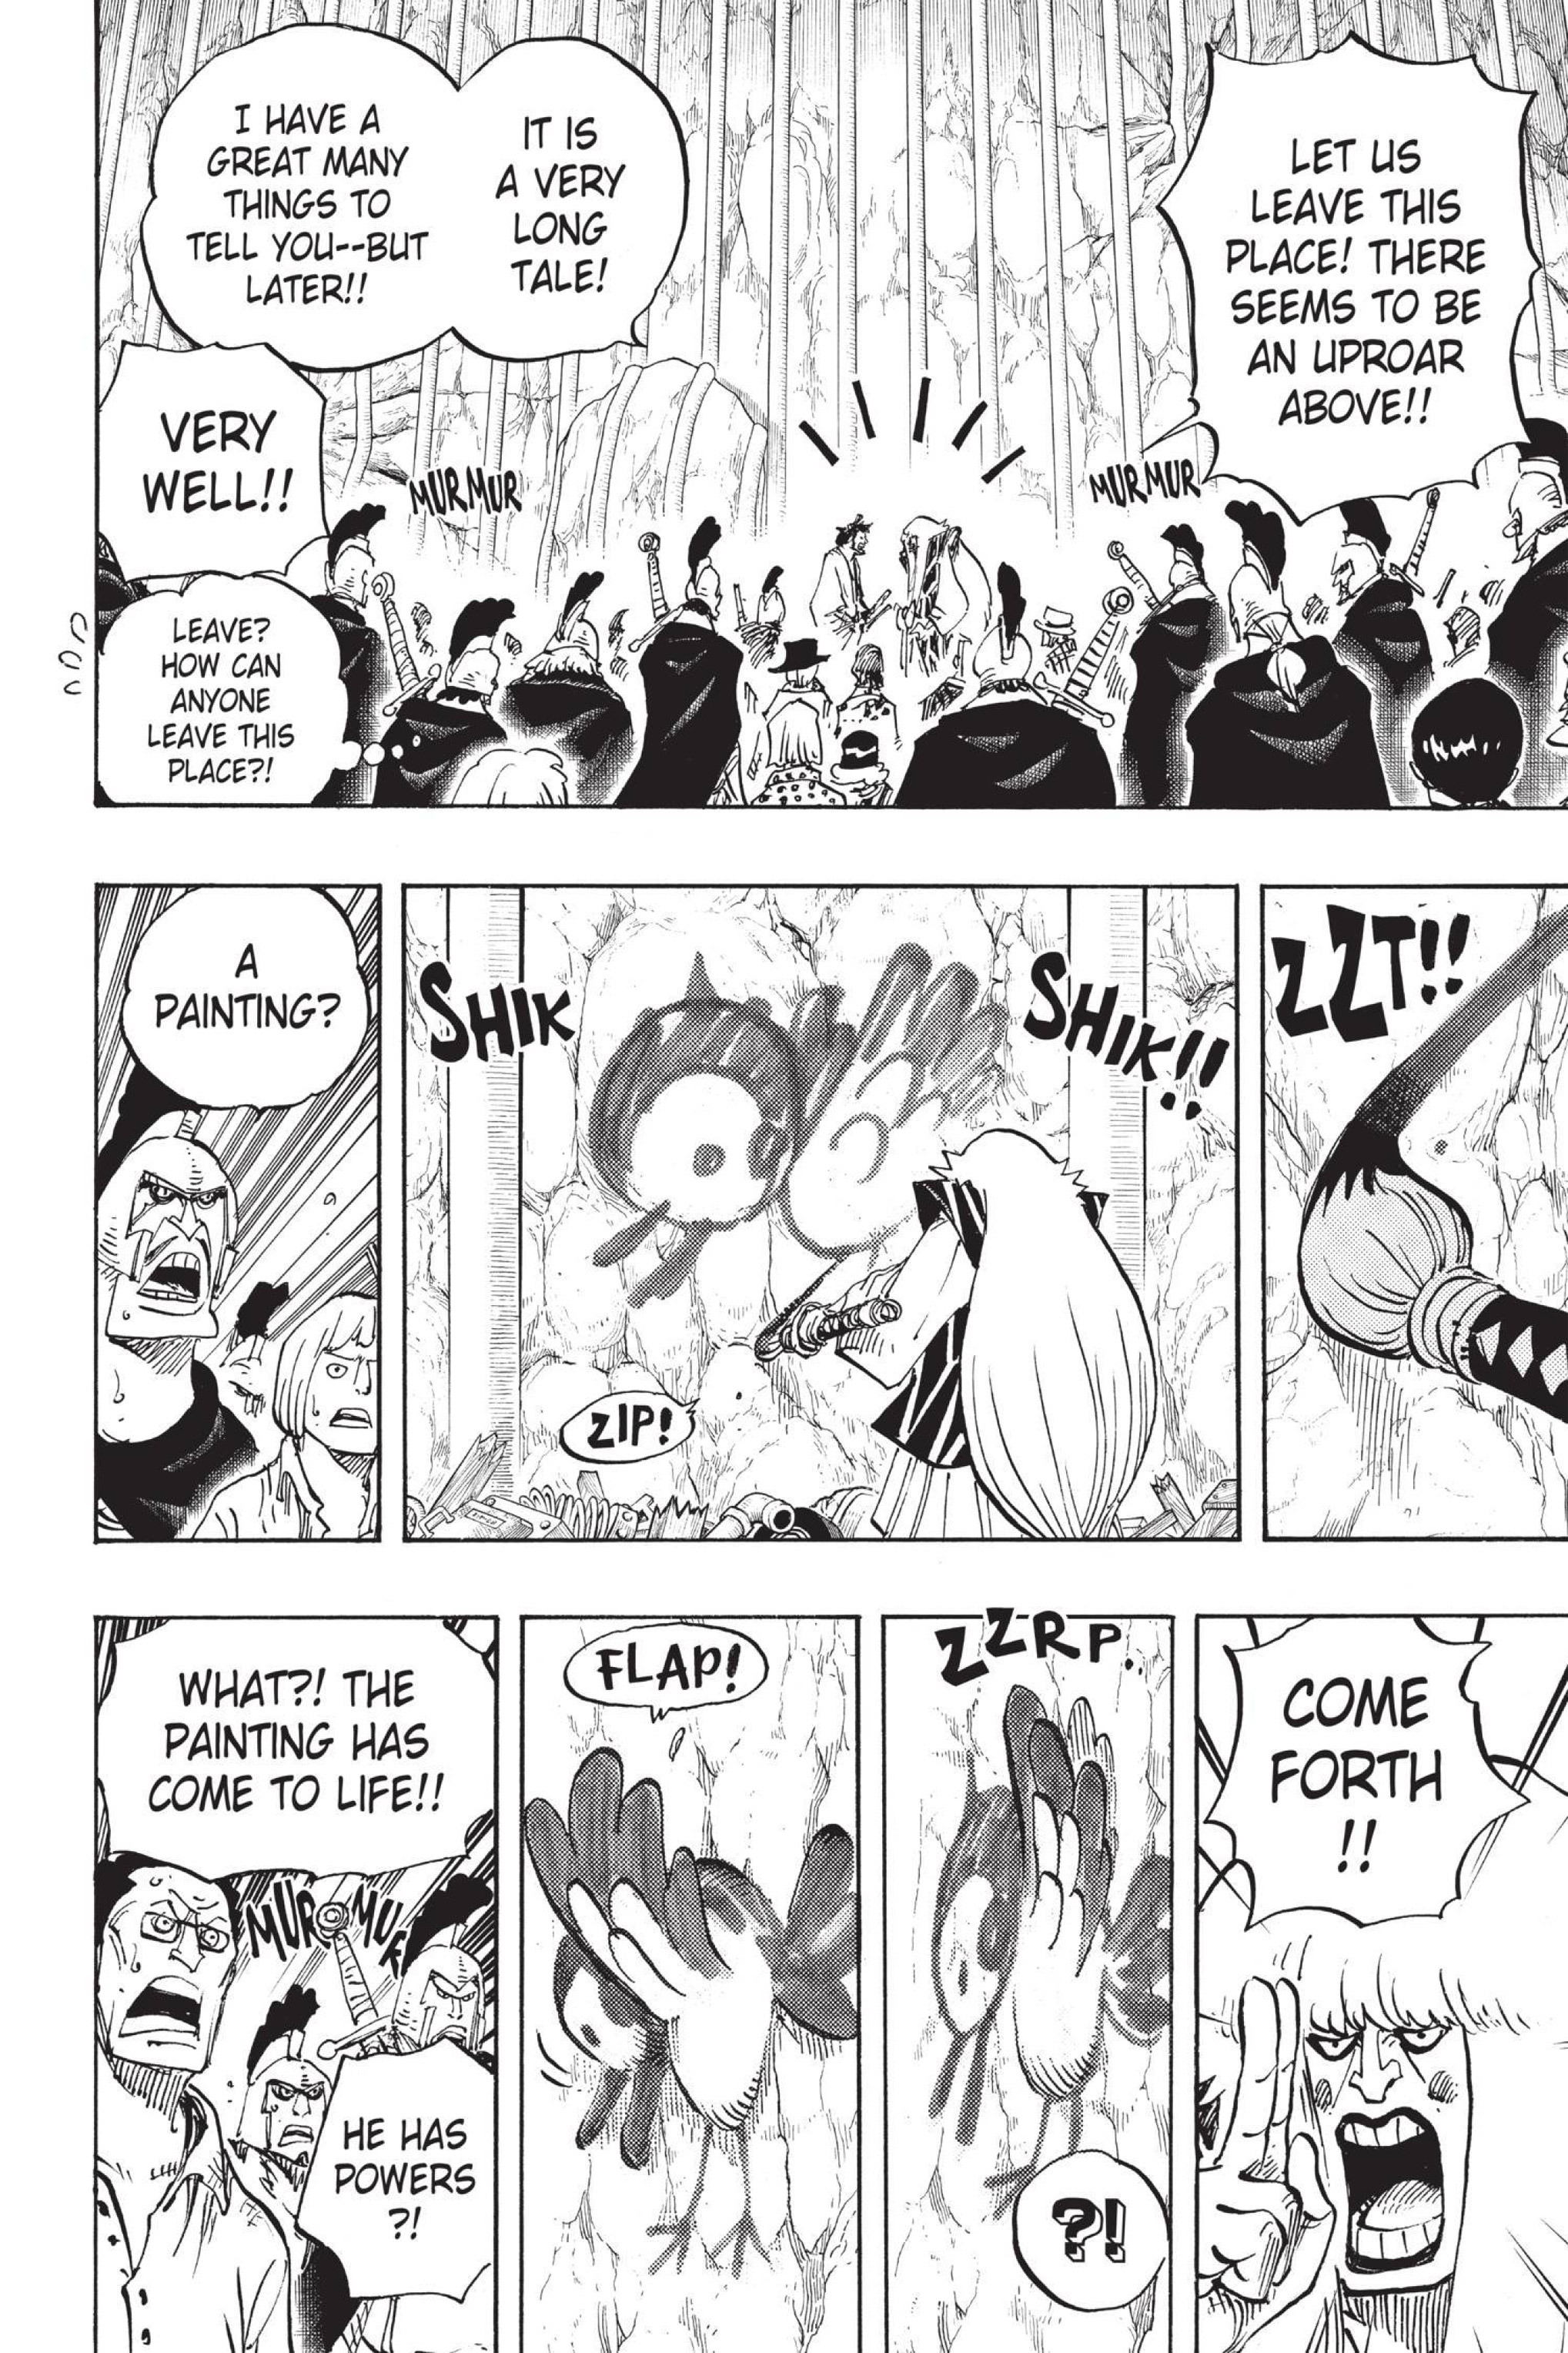 LET US
LEAVE THIS
PLACE! THERE
SEEMS TO BE
AN UPROAR
ABOVE!!
IT IS
A VERY
LONG
TALE!
I HAVE A
GREAT MANY
THINGS TO
TELL YOU--BUT
LATER!!
VERY
WELL!!
MURMUR
MURMUR
LEAVE?
HOW CAN
ANYONE
LEAVE THIS
PLACE?!
ZZT!!
SHIK!!
SHIK
ZIP!
A
PAINTING?
COME
FORTH
!!
ZZRP..
?!
FLAP!
WHAT?! THE
PAINTING HAS
COME TO LIFE!!
MURMUR
HE HAS
POWERS
?!